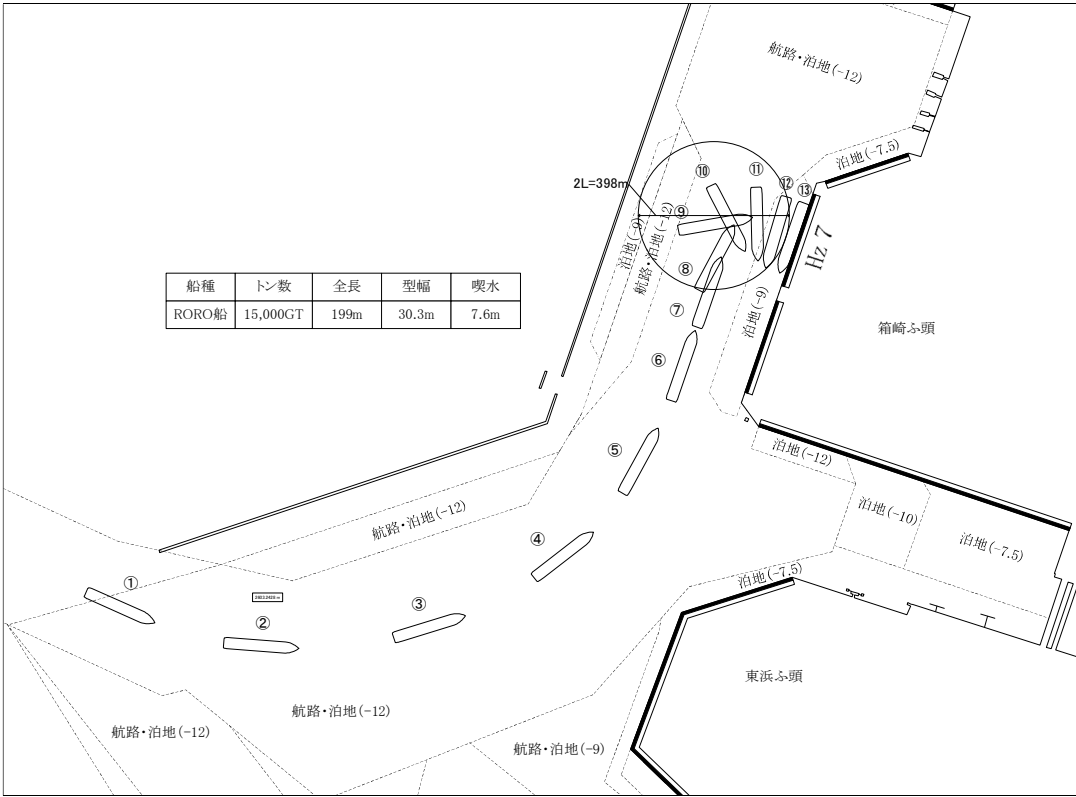 航路・泊地(-12)
泊地(-7.5)
2L=398m
⑩
⑪
⑫
⑬
⑨
泊地(-9)
航路・泊地(-12)
Hz 7
⑧
⑦
泊地(-9)
箱崎ふ頭
船種 トン数 全長 型幅 喫水
RORO船 15,000GT 199m 30.3m 7.6m
⑥
⑤
泊地(-12)
泊地(-10)
泊地(-7.5)
航路・泊地(-12)
④
泊地(-7.5)
①
②
③
東浜ふ頭
航路・泊地(-12)
航路・泊地(-12)
航路・泊地(-9)